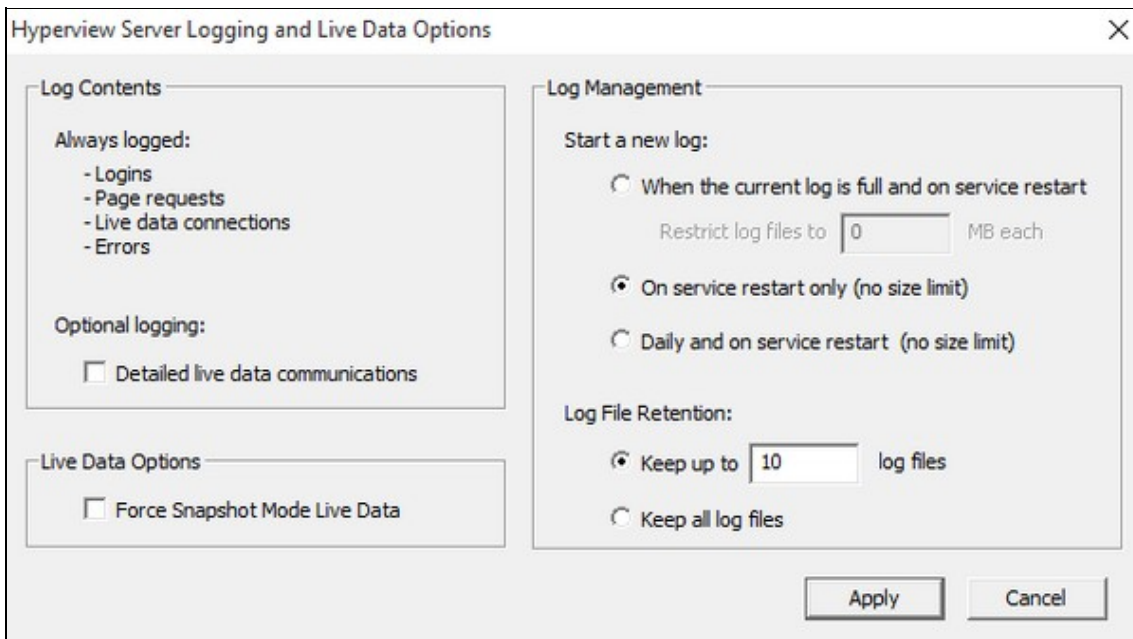 Hyperview Server Logging and Live Data Options
Log Contents
Always logged:
- Logins
- Page requests
- Live data connections
- Errors
Optional logging:
Detailed live data communications
Live Data Options
Force Snapshot Mode Live Data
Log Management
Start a new log:
When the current log is full and on service restart
Restrict log files to 0 MB each
On service restart only (no size limit)
Daily and on service restart (no size limit)
Log File Retention:
Keep up to 10 log files
Keep all log files
Apply Cancel